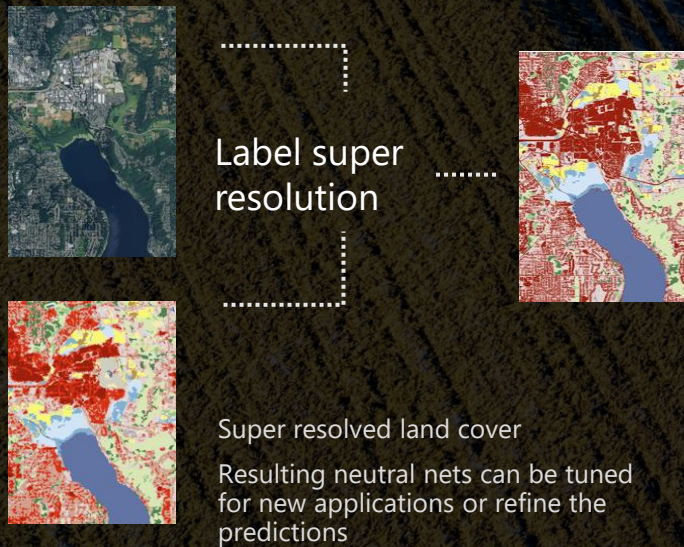 Label super
resolution
Super resolved land cover
Resulting neutral nets can be tuned
for new applications or refine the
predictions